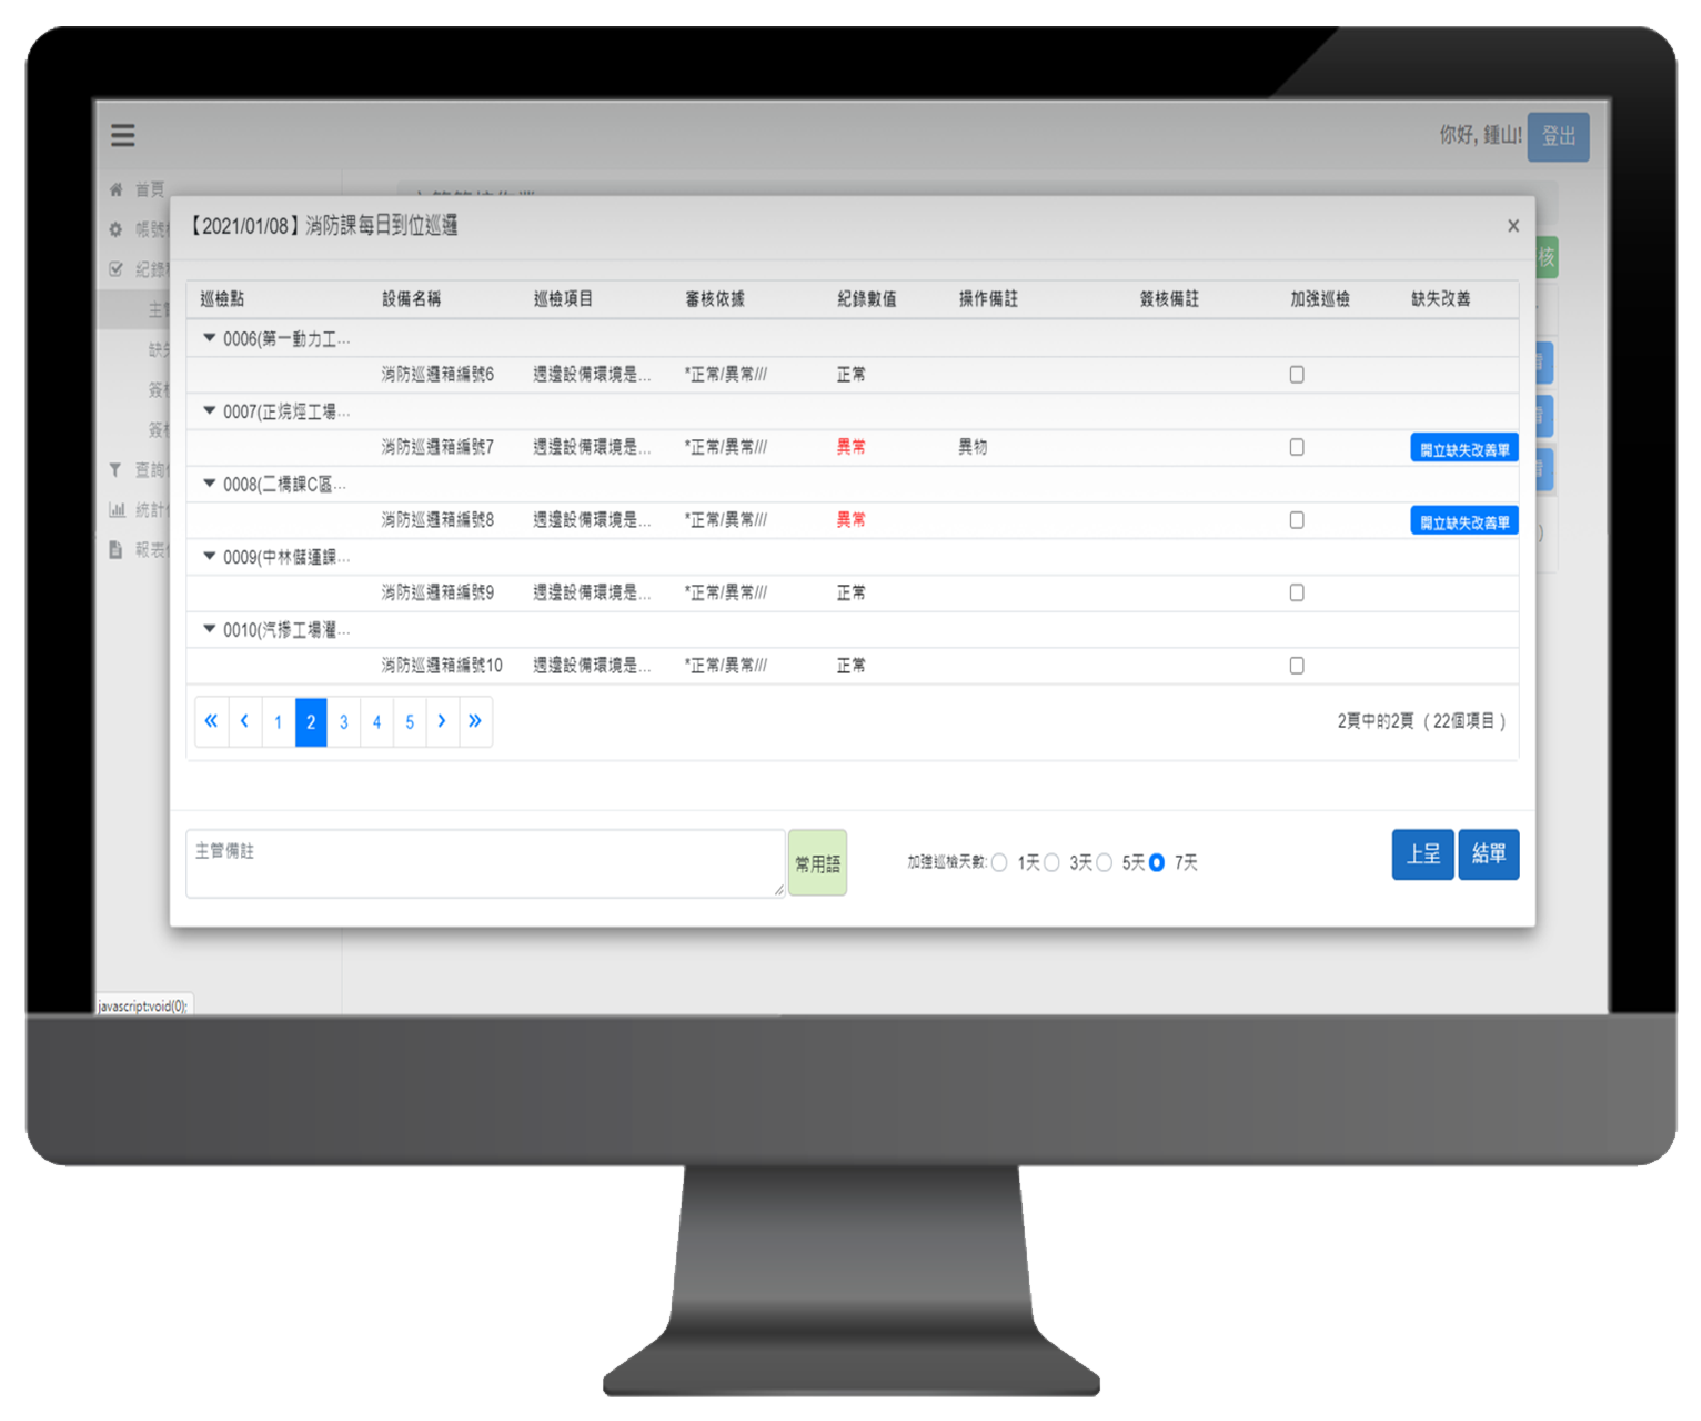 你好, 鍾山! 登出
首頁
帳號
紀錄
主管
缺失
簽核
簽核
查詢
統計
報表
核
【2021/01/08】消防課每日到位巡邏 ×
巡檢點 設備名稱 巡檢項目 審核依據 紀錄數值 操作備註 簽核備註 加強巡檢 缺失改善
0006(第一動力工...
消防巡邏箱編號6 週邊設備環境是... *正常/異常/// 正常
0007(正烷烴工場...
消防巡邏箱編號7 週邊設備環境是... *正常/異常/// 異常 異物 開立缺失改善單
0008(二橋課C區...
消防巡邏箱編號8 週邊設備環境是... *正常/異常/// 異常 開立缺失改善單
0009(中林儲運課...
消防巡邏箱編號9 週邊設備環境是... *正常/異常/// 正常
0010(汽摻工場灌...
消防巡邏箱編號10 週邊設備環境是... *正常/異常/// 正常
« ‹ 1 2 3 4 5 › » 2頁中的2頁 ( 22個項目 )
主管備註 常用語 加強巡檢天數: 1天 3天 5天 7天 上呈 結單
javascript:void(0);